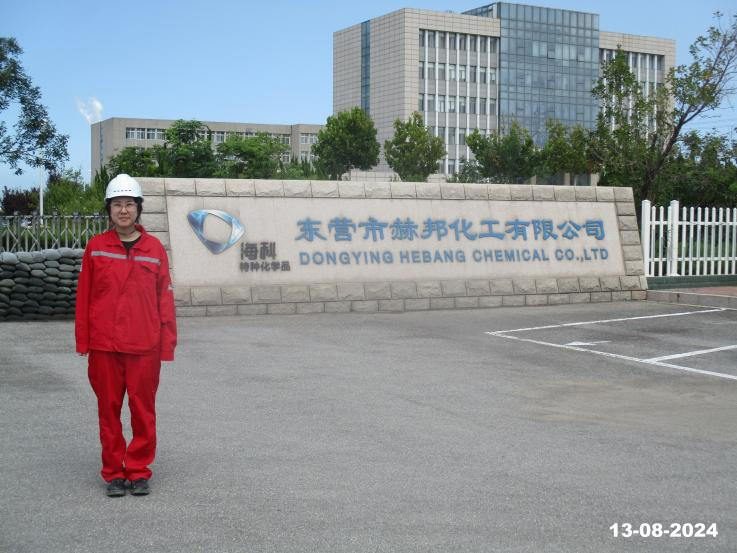 东营市赫邦化工有限公司
DONGYING HEBANG CHEMICAL CO.,LTD
海科
特种化学品
13-08-2024